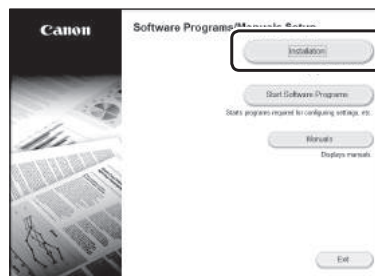 Canon
Software Programs/Manuals Setup
Installation
Start Software Programs
Starts programs required for configuring settings, etc.
Manuals
Displays manuals
Exit